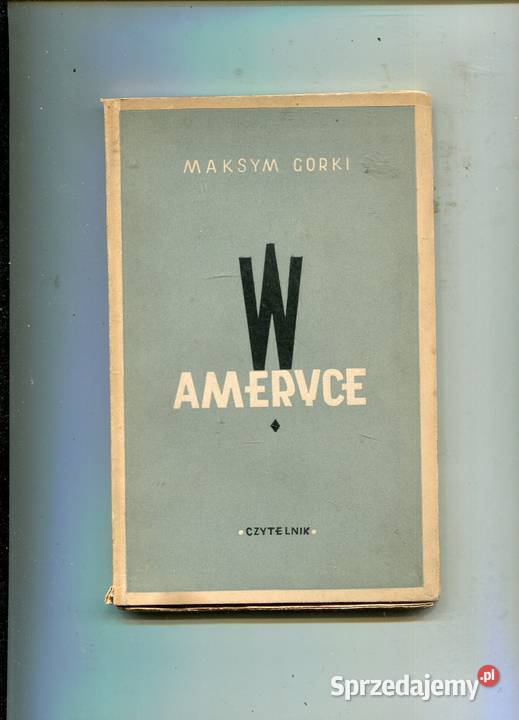 MAKSYM GORKI
W
AMERYCE
• CZYTELNIK •
Sprzedajemy.pl